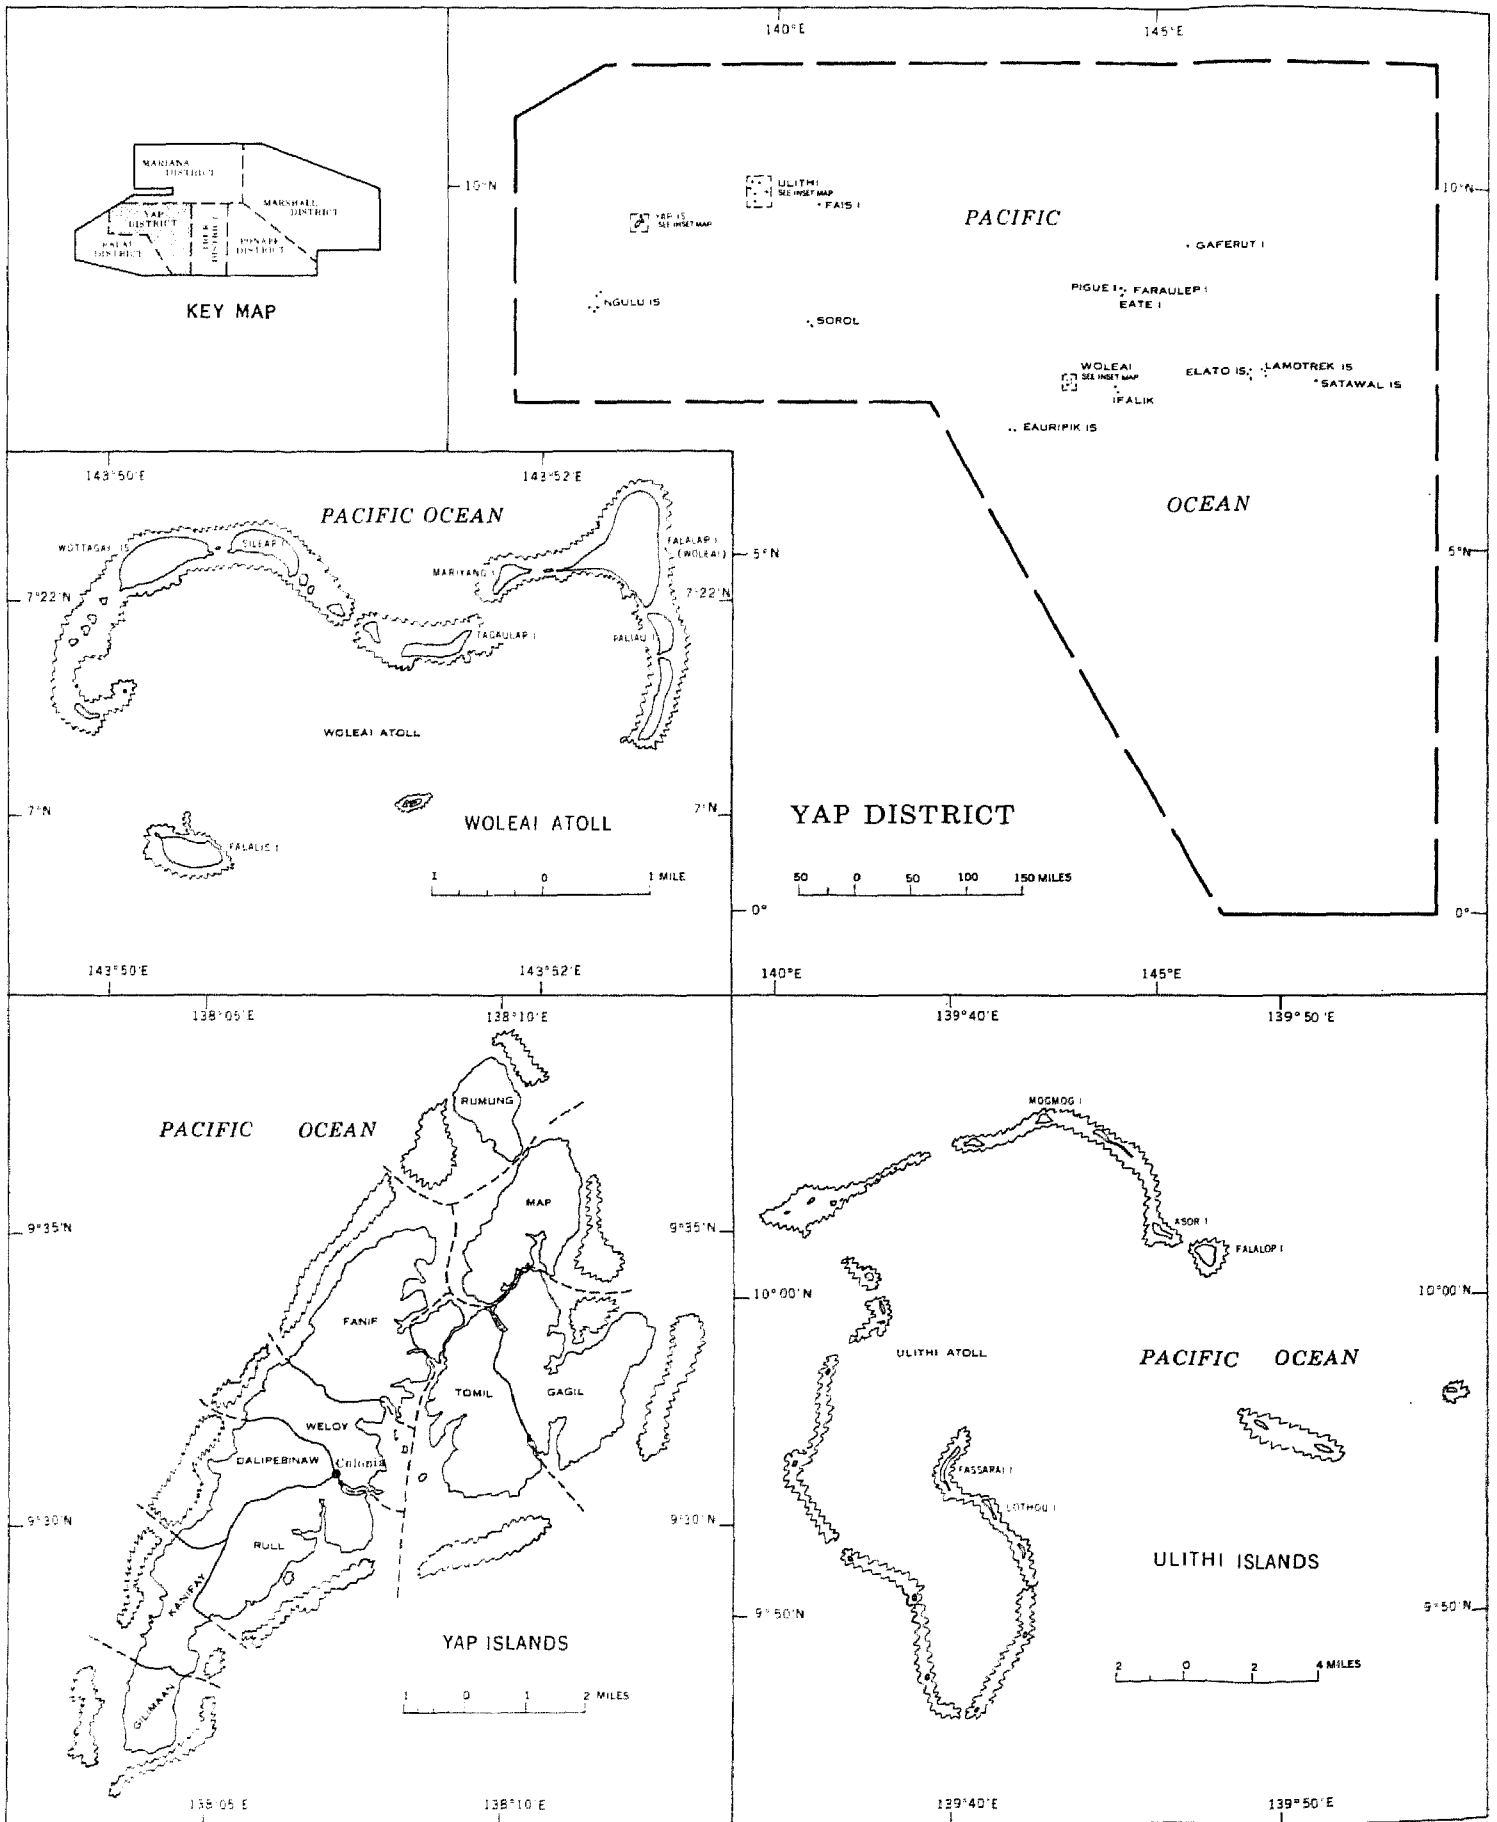 140°E
145°E
MARIANA
DISTRICT
YAP
DISTRICT
MARSHALL
DISTRICT
DISTRICT
PONAPE
DISTRICT
KEY MAP
10°N
10°N
ULITHI
SEE INSET MAP
FAIS I
YAP IS
SEE INSET MAP
PACIFIC
GAFERUT I
NGULU IS
PIGUE I
FARAULEP I
EATE I
SOROL
WOLEAI
SEE INSET MAP
IFALIK
ELATO IS
LAMOTREK IS
SATAWAL IS
EAURIPIK IS
OCEAN
5°N
5°N
YAP DISTRICT
50 0 50 100 150 MILES
0°
0°
140°E
145°E
143°50'E
143°52'E
PACIFIC OCEAN
WOTTAGAI IS
SILEAP I
MARIYANG I
FALALAP I
(WOLEAI)
7°22'N
7°22'N
TAGAULAP I
PALIAU I
WOLEAI ATOLL
7°N
7°N
WOLEAI ATOLL
FALALIS I
1 0 1 MILE
143°50'E
143°52'E
138°05'E
138°10'E
RUMUNG
PACIFIC OCEAN
MAP
9°35'N
9°35'N
FANIF
TOMIL
GAGIL
WELOY
DALIPEBINAW
Colonia
9°30'N
9°30'N
RULL
KANIFAY
YAP ISLANDS
GILIMAAN
1 0 1 2 MILES
138°05'E
138°10'E
139°40'E
139°50'E
MOGMOG I
ASOR I
FALALOP I
10°00'N
10°00'N
ULITHI ATOLL
PACIFIC OCEAN
FASSARAI I
LOTHOU I
ULITHI ISLANDS
9°50'N
9°50'N
2 0 2 4 MILES
139°40'E
139°50'E